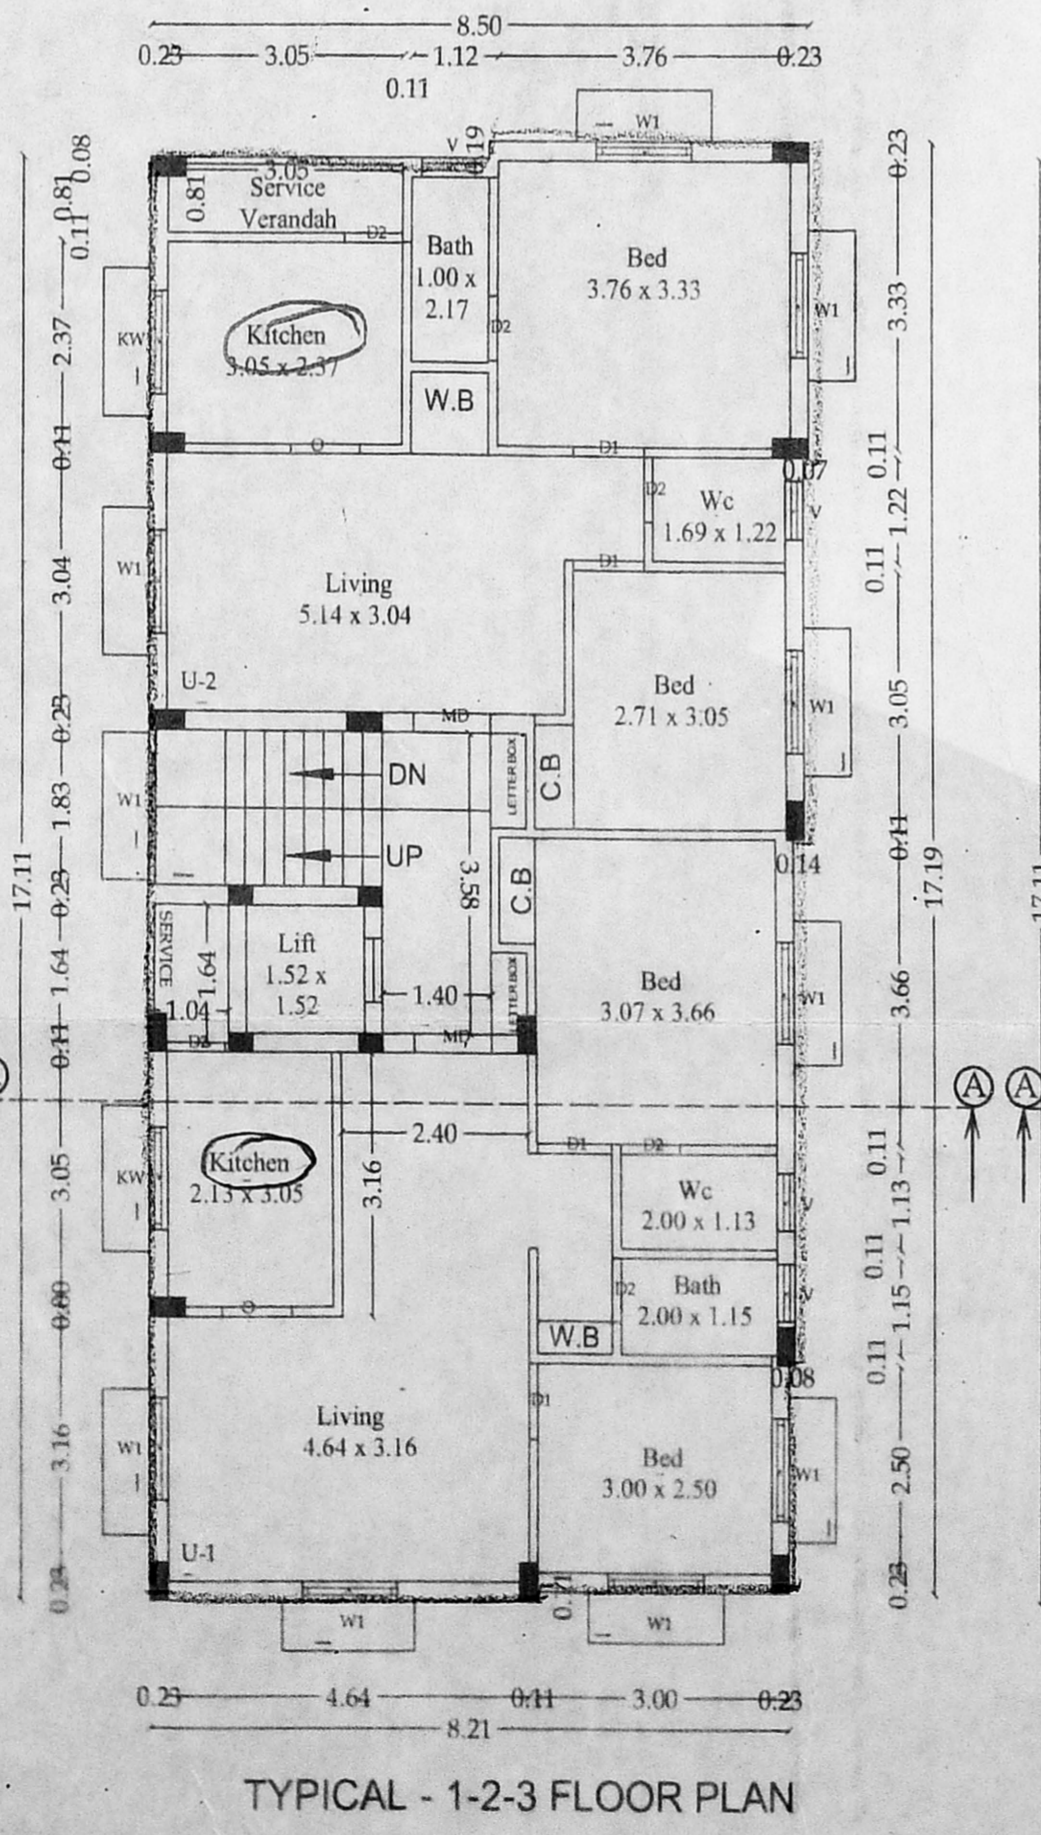 8.50
0.23 3.05 1.12 3.76 0.23
0.11
W1
V
0.19
0.08
0.81
0.11
0.23
3.05
0.81
Service
Verandah
D2
Bath
1.00 x
2.17
Bed
3.76 x 3.33
D2
W1
3.33
KW
2.37
Kitchen
3.05 x 2.37
W.B
O
D1
0.11
0.11
0.07
D2
Wc
1.69 x 1.22
V
1.22
W1
3.04
D1
0.11
Living
5.14 x 3.04
U-2
Bed
2.71 x 3.05
W1
3.05
0.23
MD
LETTER BOX
C.B
DN
W1
1.83
UP
3.58
0.11
0.14
17.11
17.19
17.11
0.23
C.B
SERVICE
1.64
1.64
Lift
1.52 x
1.52
1.40
LETTER BOX
Bed
3.07 x 3.66
W1
3.66
1.04
D2
MD
0.11
A A
2.40
D1
D2
0.11
KW
3.05
Kitchen
2.13 x 3.05
3.16
Wc
2.00 x 1.13
V
1.13
0.11
D2
Bath
2.00 x 1.15
V
1.15
0.00
O
W.B
0.11
0.08
D1
W1
3.16
Living
4.64 x 3.16
Bed
3.00 x 2.50
W1
2.50
U-1
0.23
0.23
W1
W1
0.23 4.64 0.11 3.00 0.23
8.21
TYPICAL - 1-2-3 FLOOR PLAN